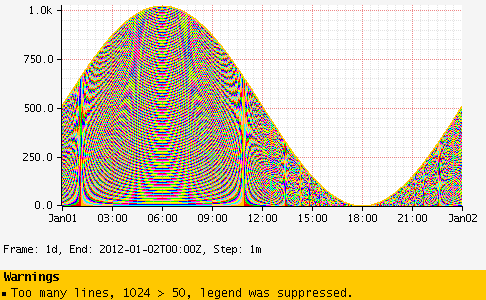 1.0k
750.0
500.0
250.0
0.0
Jan01 03:00 06:00 09:00 12:00 15:00 18:00 21:00 Jan02
Frame: 1d, End: 2012-01-02T00:00Z, Step: 1m
Warnings
▪ Too many lines, 1024 > 50, legend was suppressed.